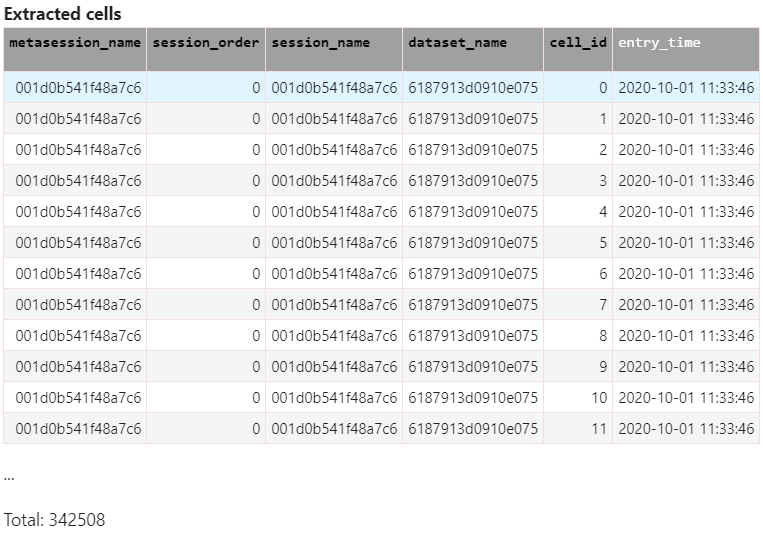 Extracted cells
metasession_name session_order session_name dataset_name cell_id entry_time
001d0b541f48a7c6 0 001d0b541f48a7c6 6187913d0910e075 0 2020-10-01 11:33:46
001d0b541f48a7c6 0 001d0b541f48a7c6 6187913d0910e075 1 2020-10-01 11:33:46
001d0b541f48a7c6 0 001d0b541f48a7c6 6187913d0910e075 2 2020-10-01 11:33:46
001d0b541f48a7c6 0 001d0b541f48a7c6 6187913d0910e075 3 2020-10-01 11:33:46
001d0b541f48a7c6 0 001d0b541f48a7c6 6187913d0910e075 4 2020-10-01 11:33:46
001d0b541f48a7c6 0 001d0b541f48a7c6 6187913d0910e075 5 2020-10-01 11:33:46
001d0b541f48a7c6 0 001d0b541f48a7c6 6187913d0910e075 6 2020-10-01 11:33:46
001d0b541f48a7c6 0 001d0b541f48a7c6 6187913d0910e075 7 2020-10-01 11:33:46
001d0b541f48a7c6 0 001d0b541f48a7c6 6187913d0910e075 8 2020-10-01 11:33:46
001d0b541f48a7c6 0 001d0b541f48a7c6 6187913d0910e075 9 2020-10-01 11:33:46
001d0b541f48a7c6 0 001d0b541f48a7c6 6187913d0910e075 10 2020-10-01 11:33:46
001d0b541f48a7c6 0 001d0b541f48a7c6 6187913d0910e075 11 2020-10-01 11:33:46
...
Total: 342508